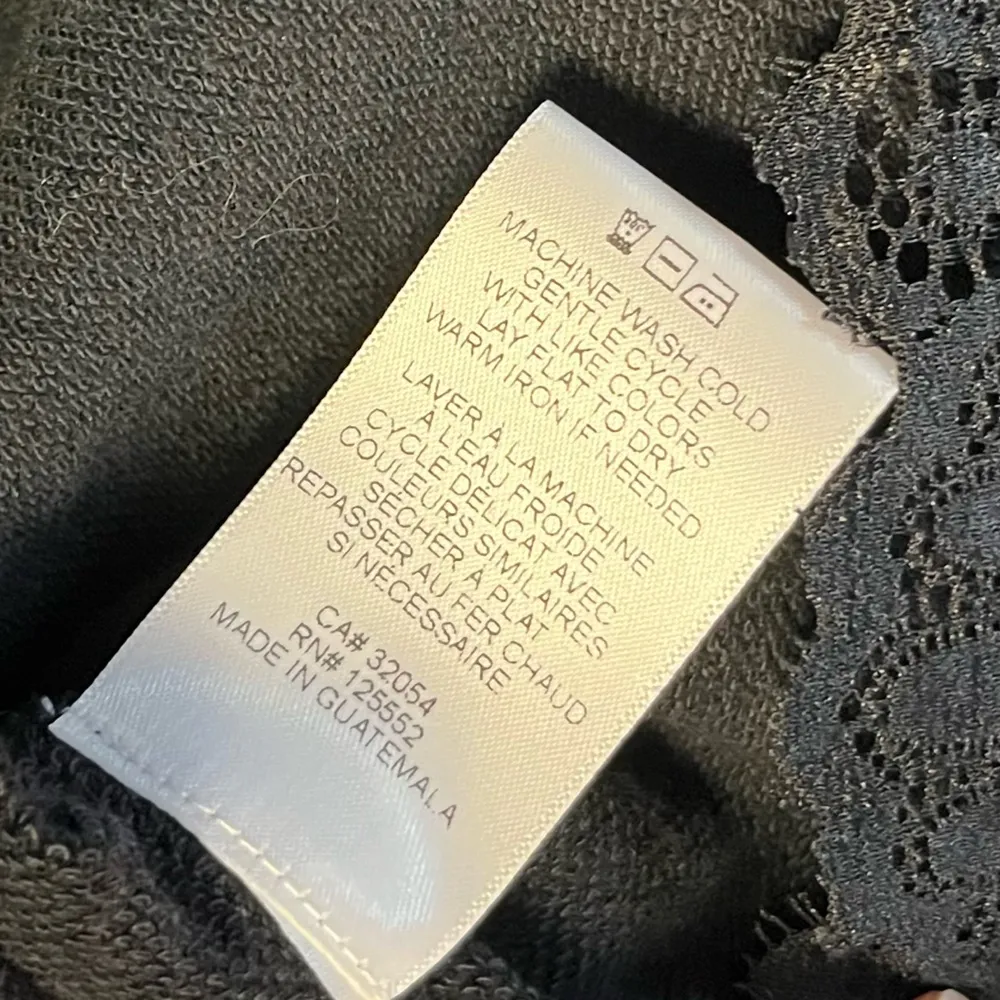 MACHINE WASH COLD
GENTLE CYCLE
WITH LIKE COLORS
LAY FLAT TO DRY
WARM IRON IF NEEDED
LAVER A LA MACHINE
A L'EAU FROIDE
CYCLE DÉLICAT AVEC
COULEURS SIMILAIRES
SÉCHER A PLAT
REPASSER AU FER CHAUD
SI NÉCESSAIRE
CA# 32054
RN# 125552
MADE IN GUATEMALA